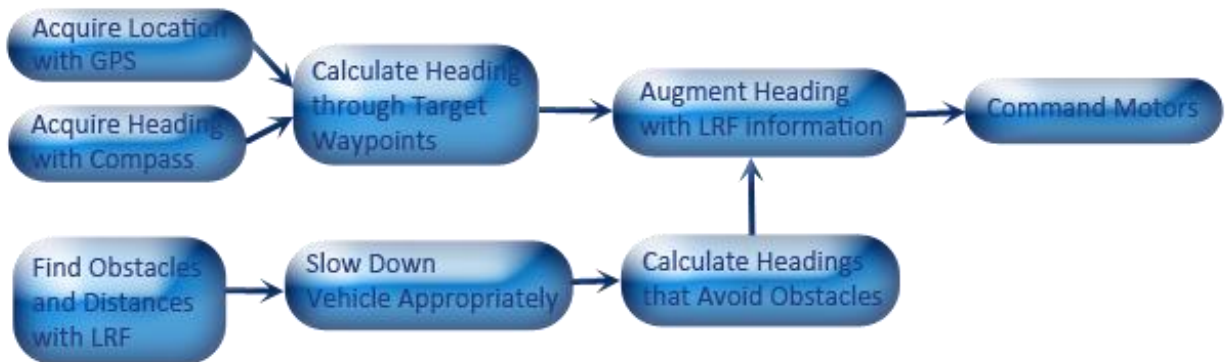 Acquire Location
with GPS
Acquire Heading
with Compass
Calculate Heading
through Target
Waypoints
Augment Heading
with LRF information
Command Motors
Find Obstacles
and Distances
with LRF
Slow Down
Vehicle Appropriately
Calculate Headings
that Avoid Obstacles